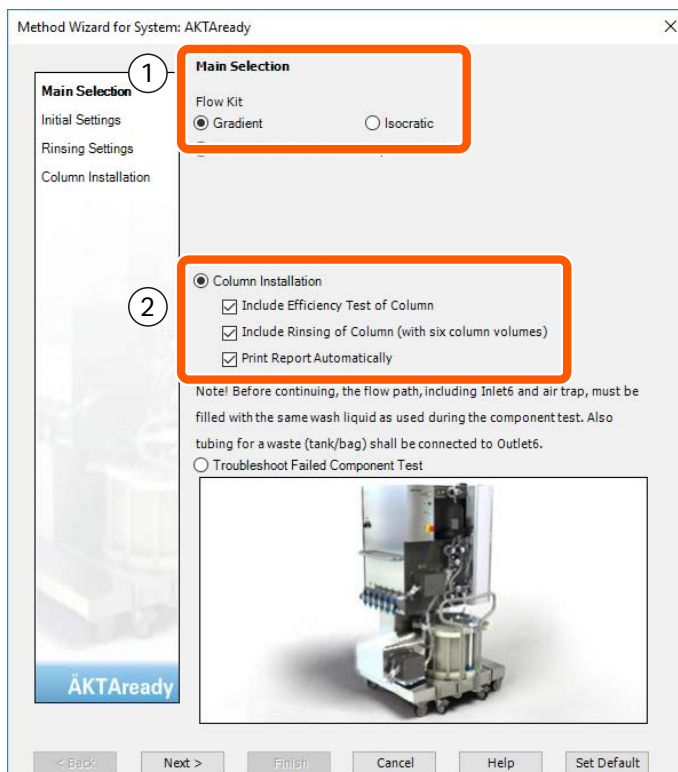 Method Wizard for System: AKTAready
1
Main Selection
Initial Settings
Rinsing Settings
Column Installation
ÄKTAready
Main Selection
Flow Kit
Gradient
Isocratic
2
Column Installation
Include Efficiency Test of Column
Include Rinsing of Column (with six column volumes)
Print Report Automatically
Note! Before continuing, the flow path, including Inlet6 and air trap, must be
filled with the same wash liquid as used during the component test. Also
tubing for a waste (tank/bag) shall be connected to Outlet6.
Troubleshoot Failed Component Test
< Back
Next >
Finish
Cancel
Help
Set Default